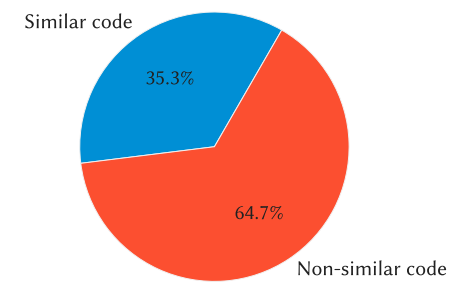 Similar code
35.3%
64.7%
Non-similar code